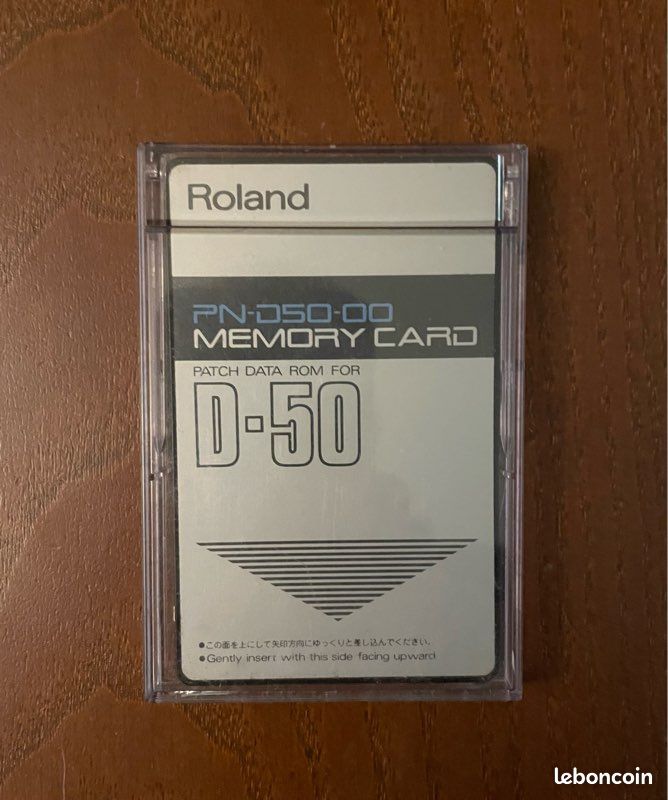 Roland
PN-D50-00
MEMORY CARD
PATCH DATA ROM FOR
D-50
●この面を上にして矢印方向にゆっくりと差し込んでください.
●Gently insert with this side facing upward.
leboncoin